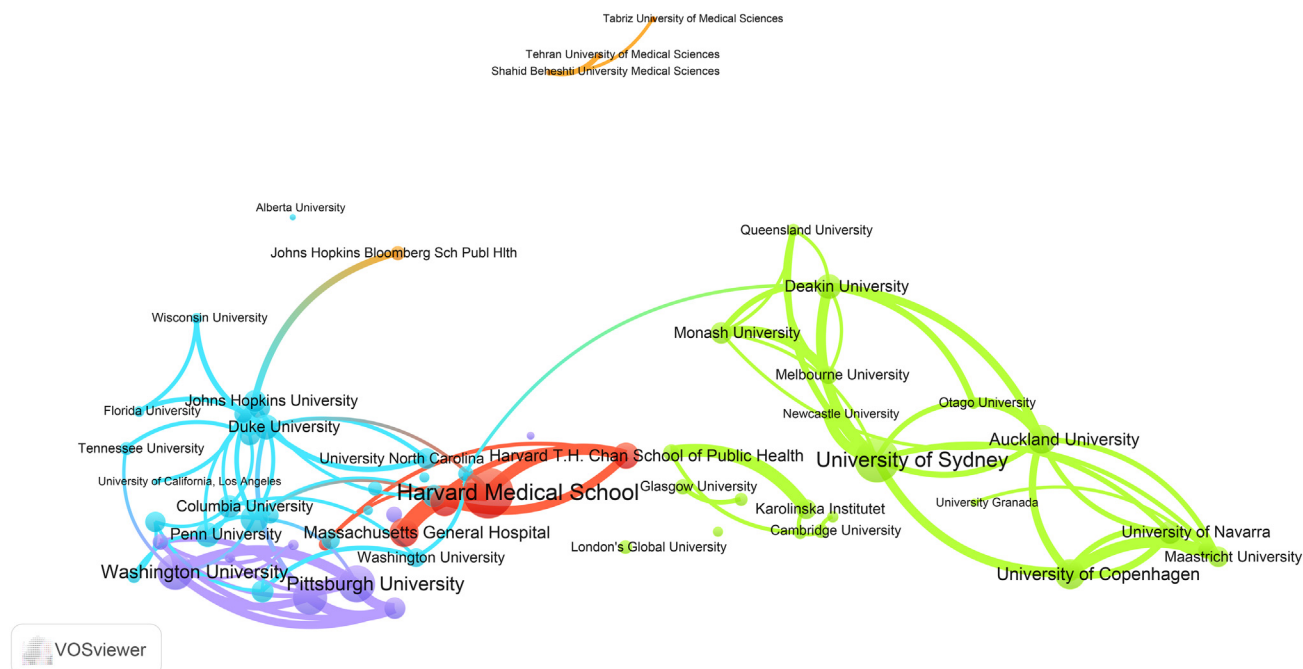 Tabriz University of Medical Sciences
Tehran University of Medical Sciences
Shahid Beheshti University Medical Sciences
Alberta University
Queensland University
Johns Hopkins Bloomberg Sch Publ Hlth
Deakin University
Wisconsin University
Monash University
Melbourne University
Johns Hopkins University
Otago University
Florida University
Newcastle University
Duke University
Auckland University
Tennessee University
University North Carolina
Harvard T.H. Chan School of Public Health
University of Sydney
University of California, Los Angeles
Glasgow University
Harvard Medical School
University Granada
Columbia University
Karolinska Institutet
Penn University
Massachusetts General Hospital
Cambridge University
University of Navarra
London's Global University
Washington University
Maastricht University
Washington University
Pittsburgh University
University of Copenhagen
VOSviewer